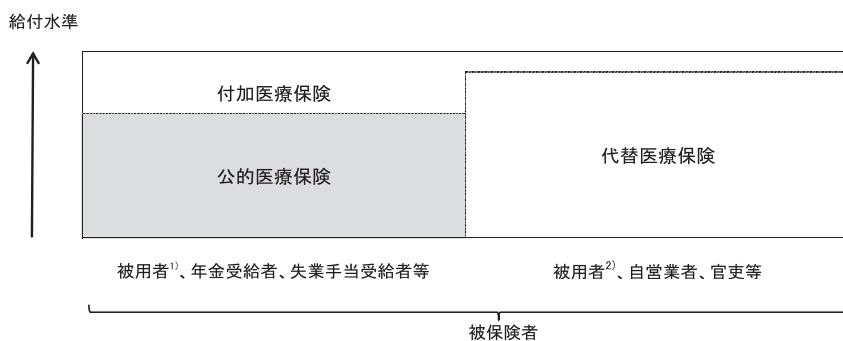 給付水準
付加医療保険
公的医療保険
代替医療保険
被用者1)、年金受給者、失業手当受給者等
被用者2)、自営業者、官吏等
被保険者